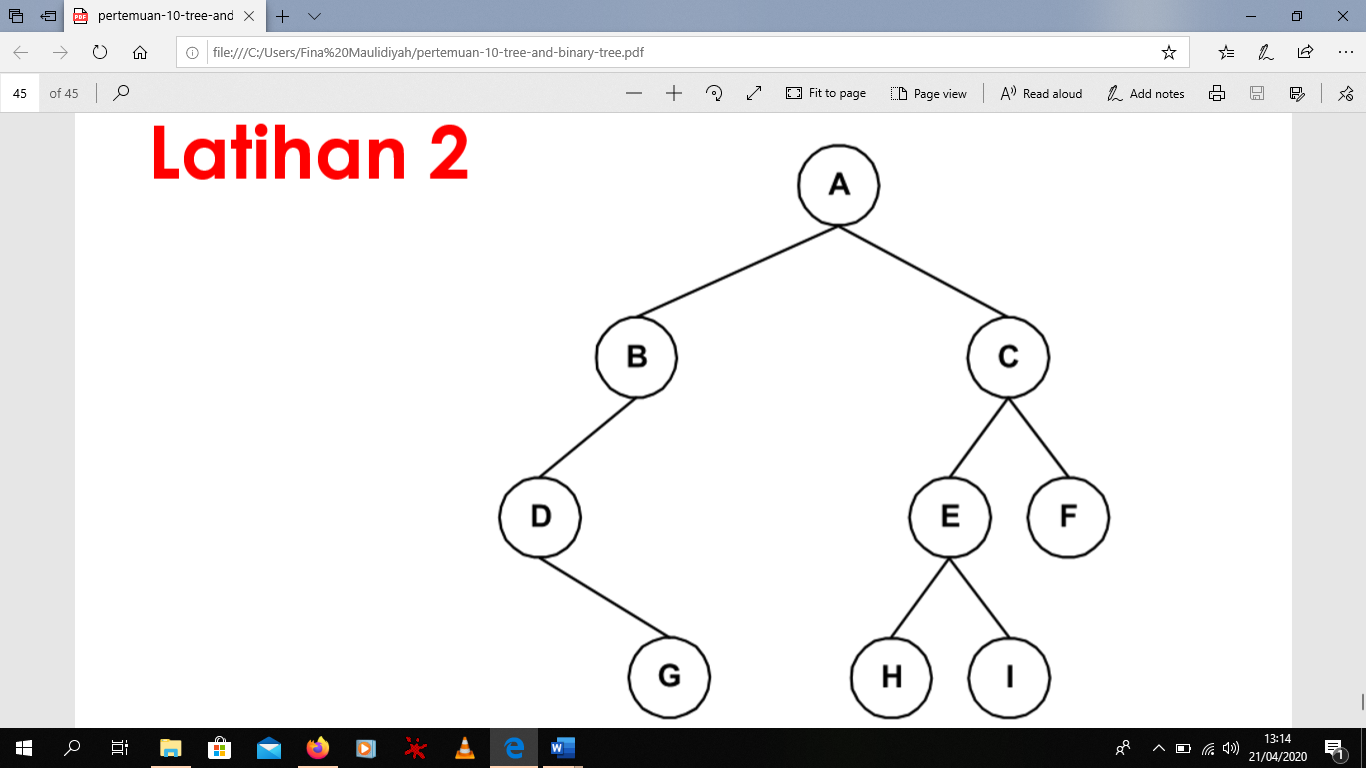 pertemuan-10-tree-and
file:///C:/Users/Fina%20Maulidiyah/pertemuan-10-tree-and-binary-tree.pdf
45 of 45 Fit to page Page view Read aloud Add notes
Latihan 2
A
B C
D E F
G H I
13:14
21/04/2020
1